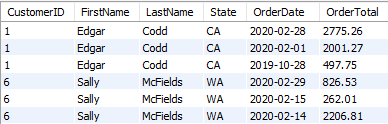 CustomerID FirstName LastName State OrderDate OrderTotal
1 Edgar Codd CA 2020-02-28 2775.26
1 Edgar Codd CA 2020-02-01 2001.27
1 Edgar Codd CA 2019-10-28 497.75
6 Sally McFields WA 2020-02-29 826.53
6 Sally McFields WA 2020-02-15 262.01
6 Sally McFields WA 2020-02-14 2206.81